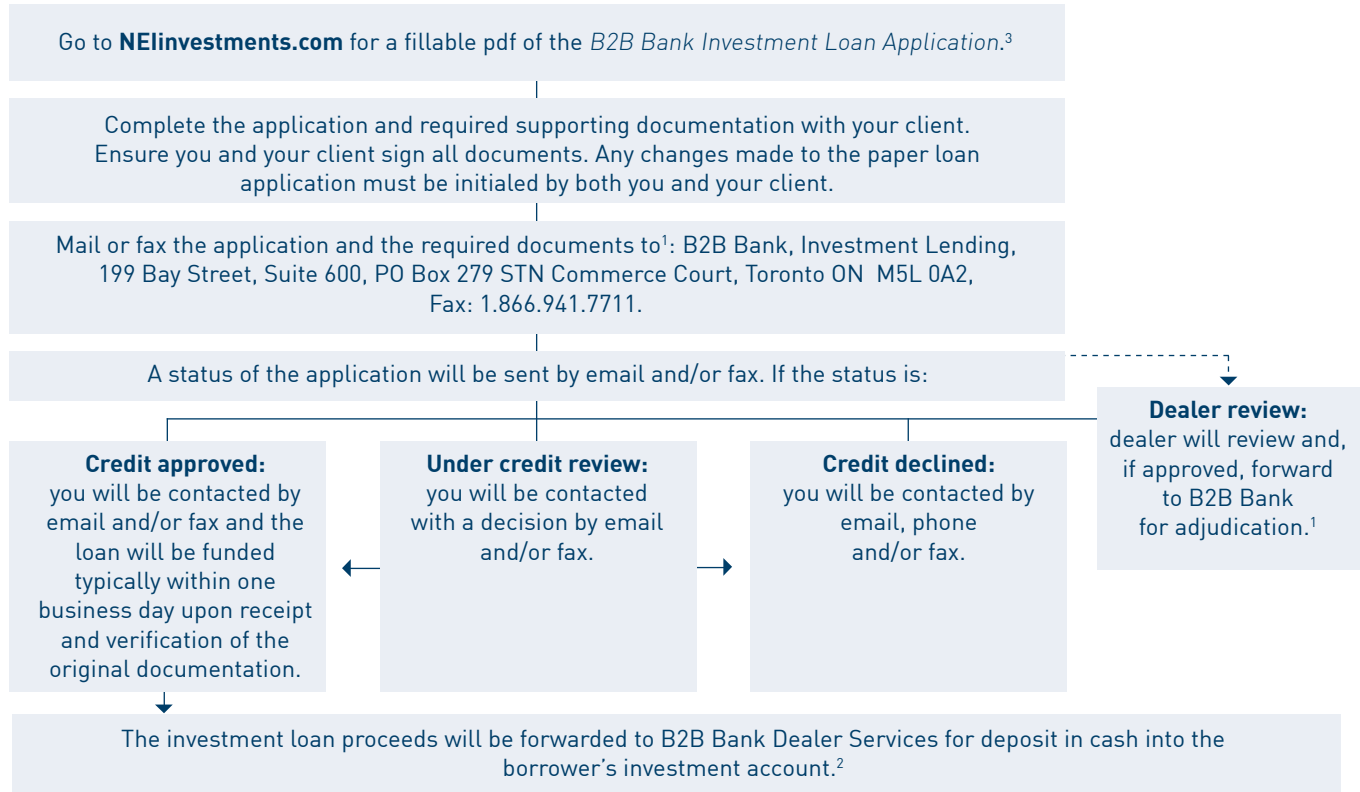 Go to NEIinvestments.com for a fillable pdf of the B2B Bank Investment Loan Application.³
Complete the application and required supporting documentation with your client.
Ensure you and your client sign all documents. Any changes made to the paper loan
application must be initialed by both you and your client.
Mail or fax the application and the required documents to¹: B2B Bank, Investment Lending,
199 Bay Street, Suite 600, PO Box 279 STN Commerce Court, Toronto ON M5L 0A2,
Fax: 1.866.941.7711.
A status of the application will be sent by email and/or fax. If the status is:
Credit approved:
you will be contacted by
email and/or fax and the
loan will be funded
typically within one
business day upon receipt
and verification of the
original documentation.
Under credit review:
you will be contacted
with a decision by email
and/or fax.
Credit declined:
you will be contacted by
email, phone
and/or fax.
Dealer review:
dealer will review and,
if approved, forward
to B2B Bank
for adjudication.¹
The investment loan proceeds will be forwarded to B2B Bank Dealer Services for deposit in cash into the
borrower's investment account.²